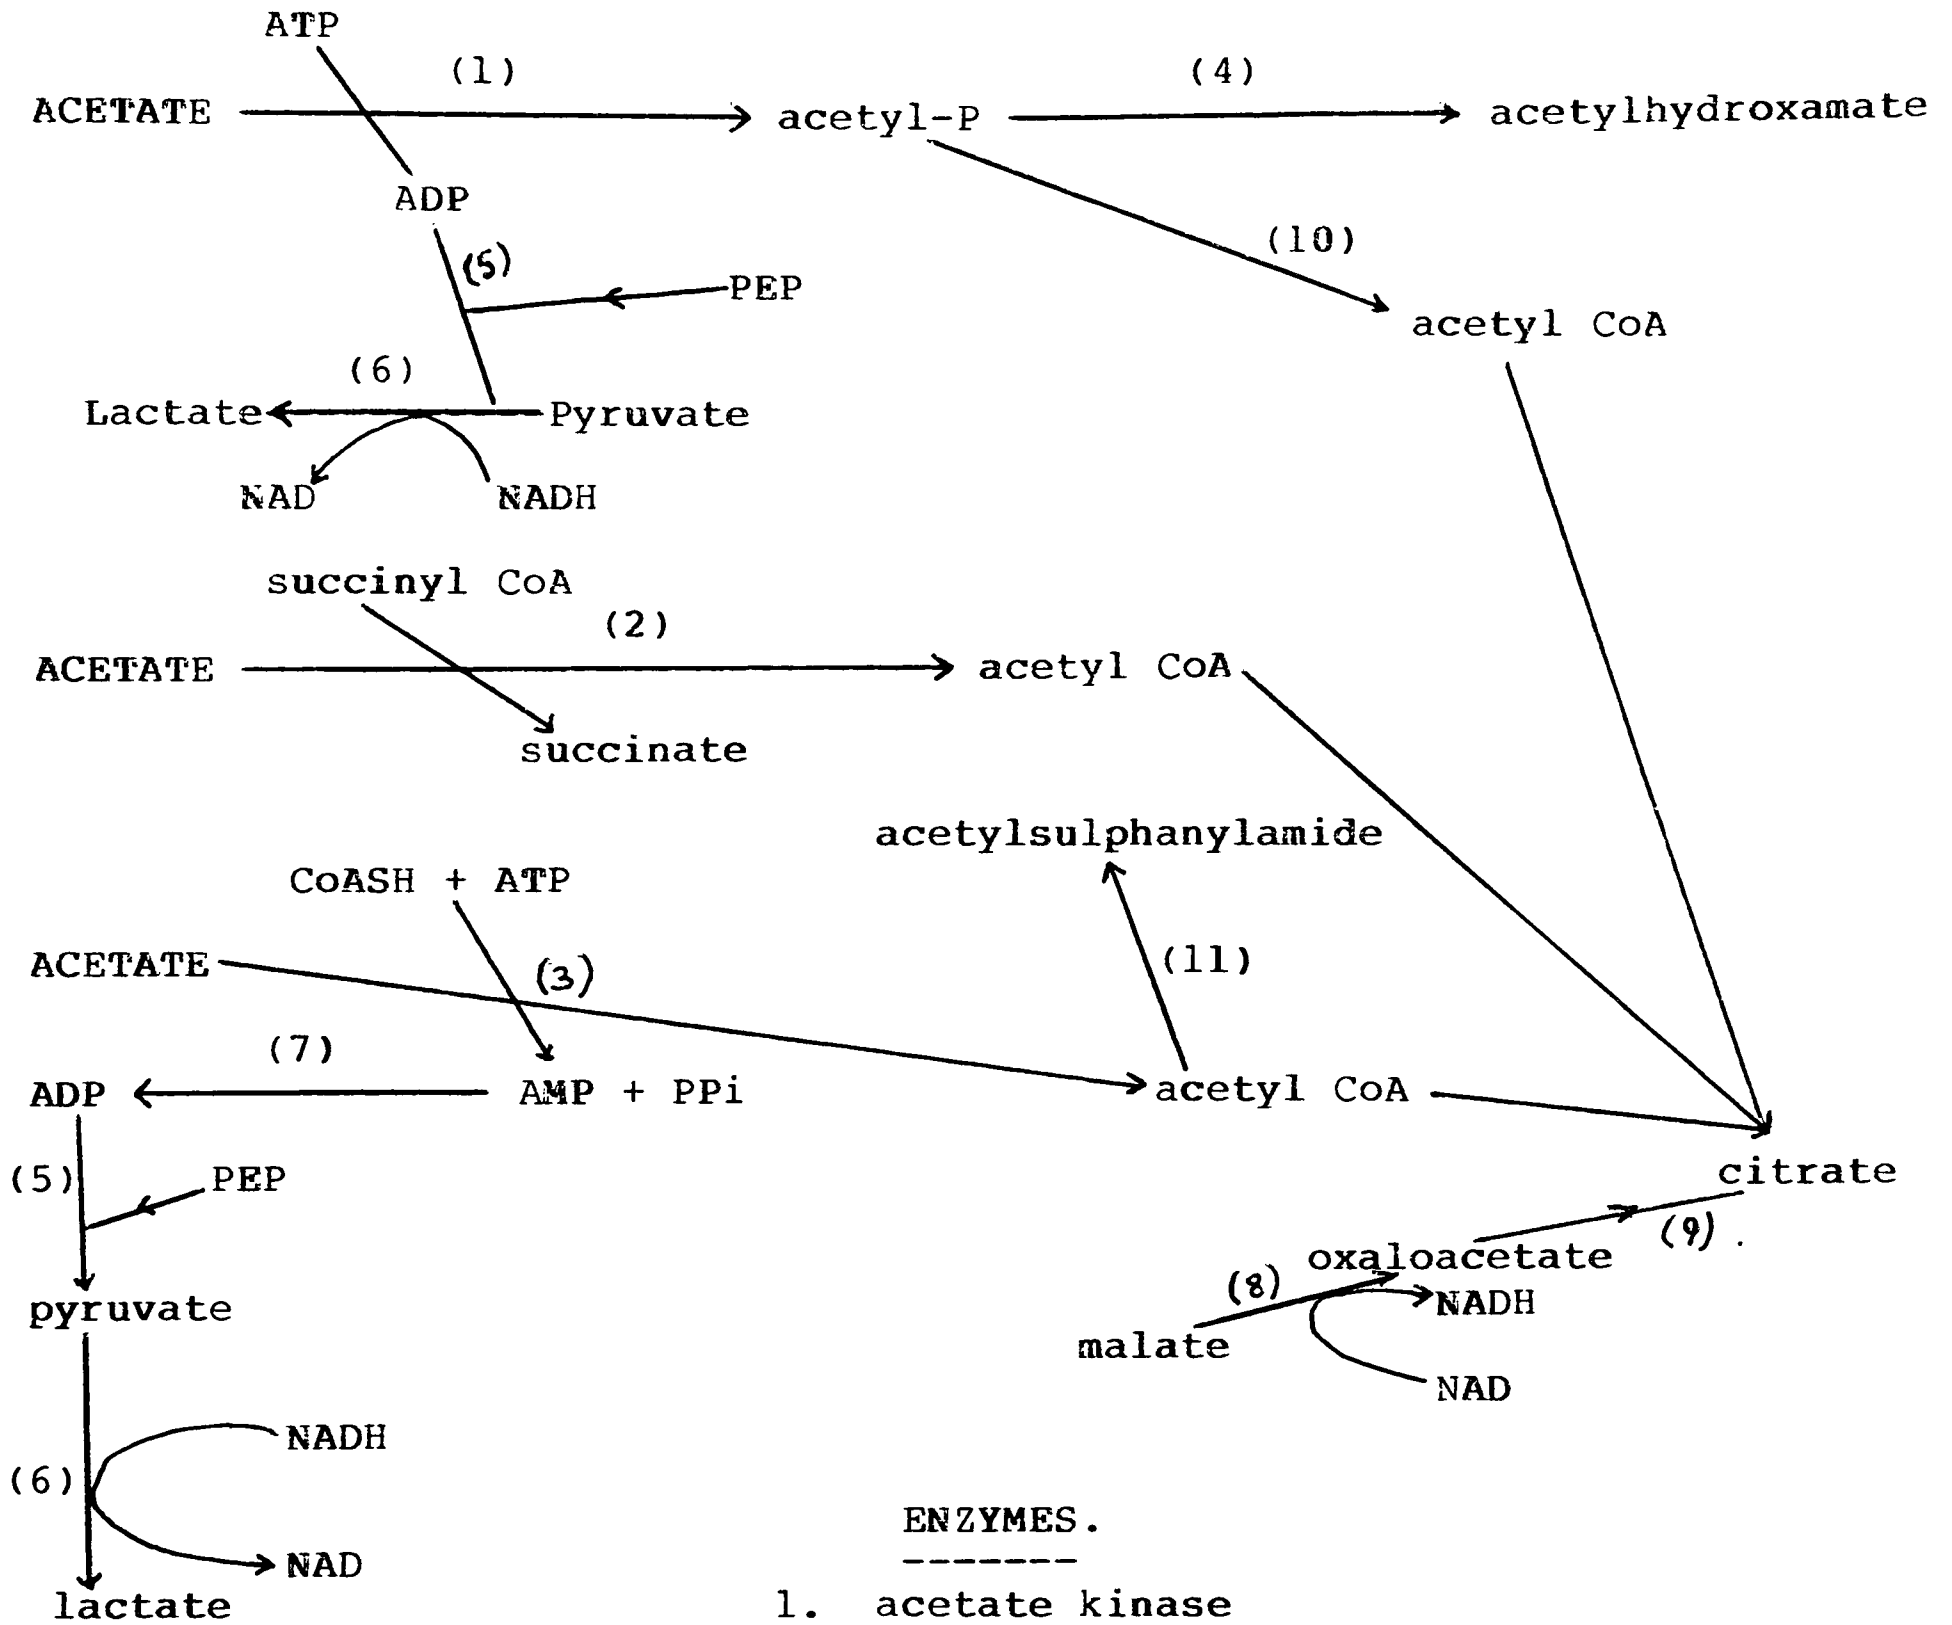 ATP
(1)
(4)
ACETATE
acetyl-P
acetylhydroxamate
ADP
(10)
(5)
PEP
acetyl CoA
(6)
Lactate
Pyruvate
NAD
NADH
succinyl CoA
(2)
ACETATE
acetyl CoA
succinate
acetylsulphanylamide
CoASH + ATP
ACETATE
(3)
(11)
(7)
ADP
AMP + PPi
acetyl CoA
(5)
PEP
citrate
(9).
oxaloacetate
(8)
NADH
pyruvate
malate
NAD
NADH
(6)
ENZYMES.
-------
NAD
lactate
1. acetate kinase